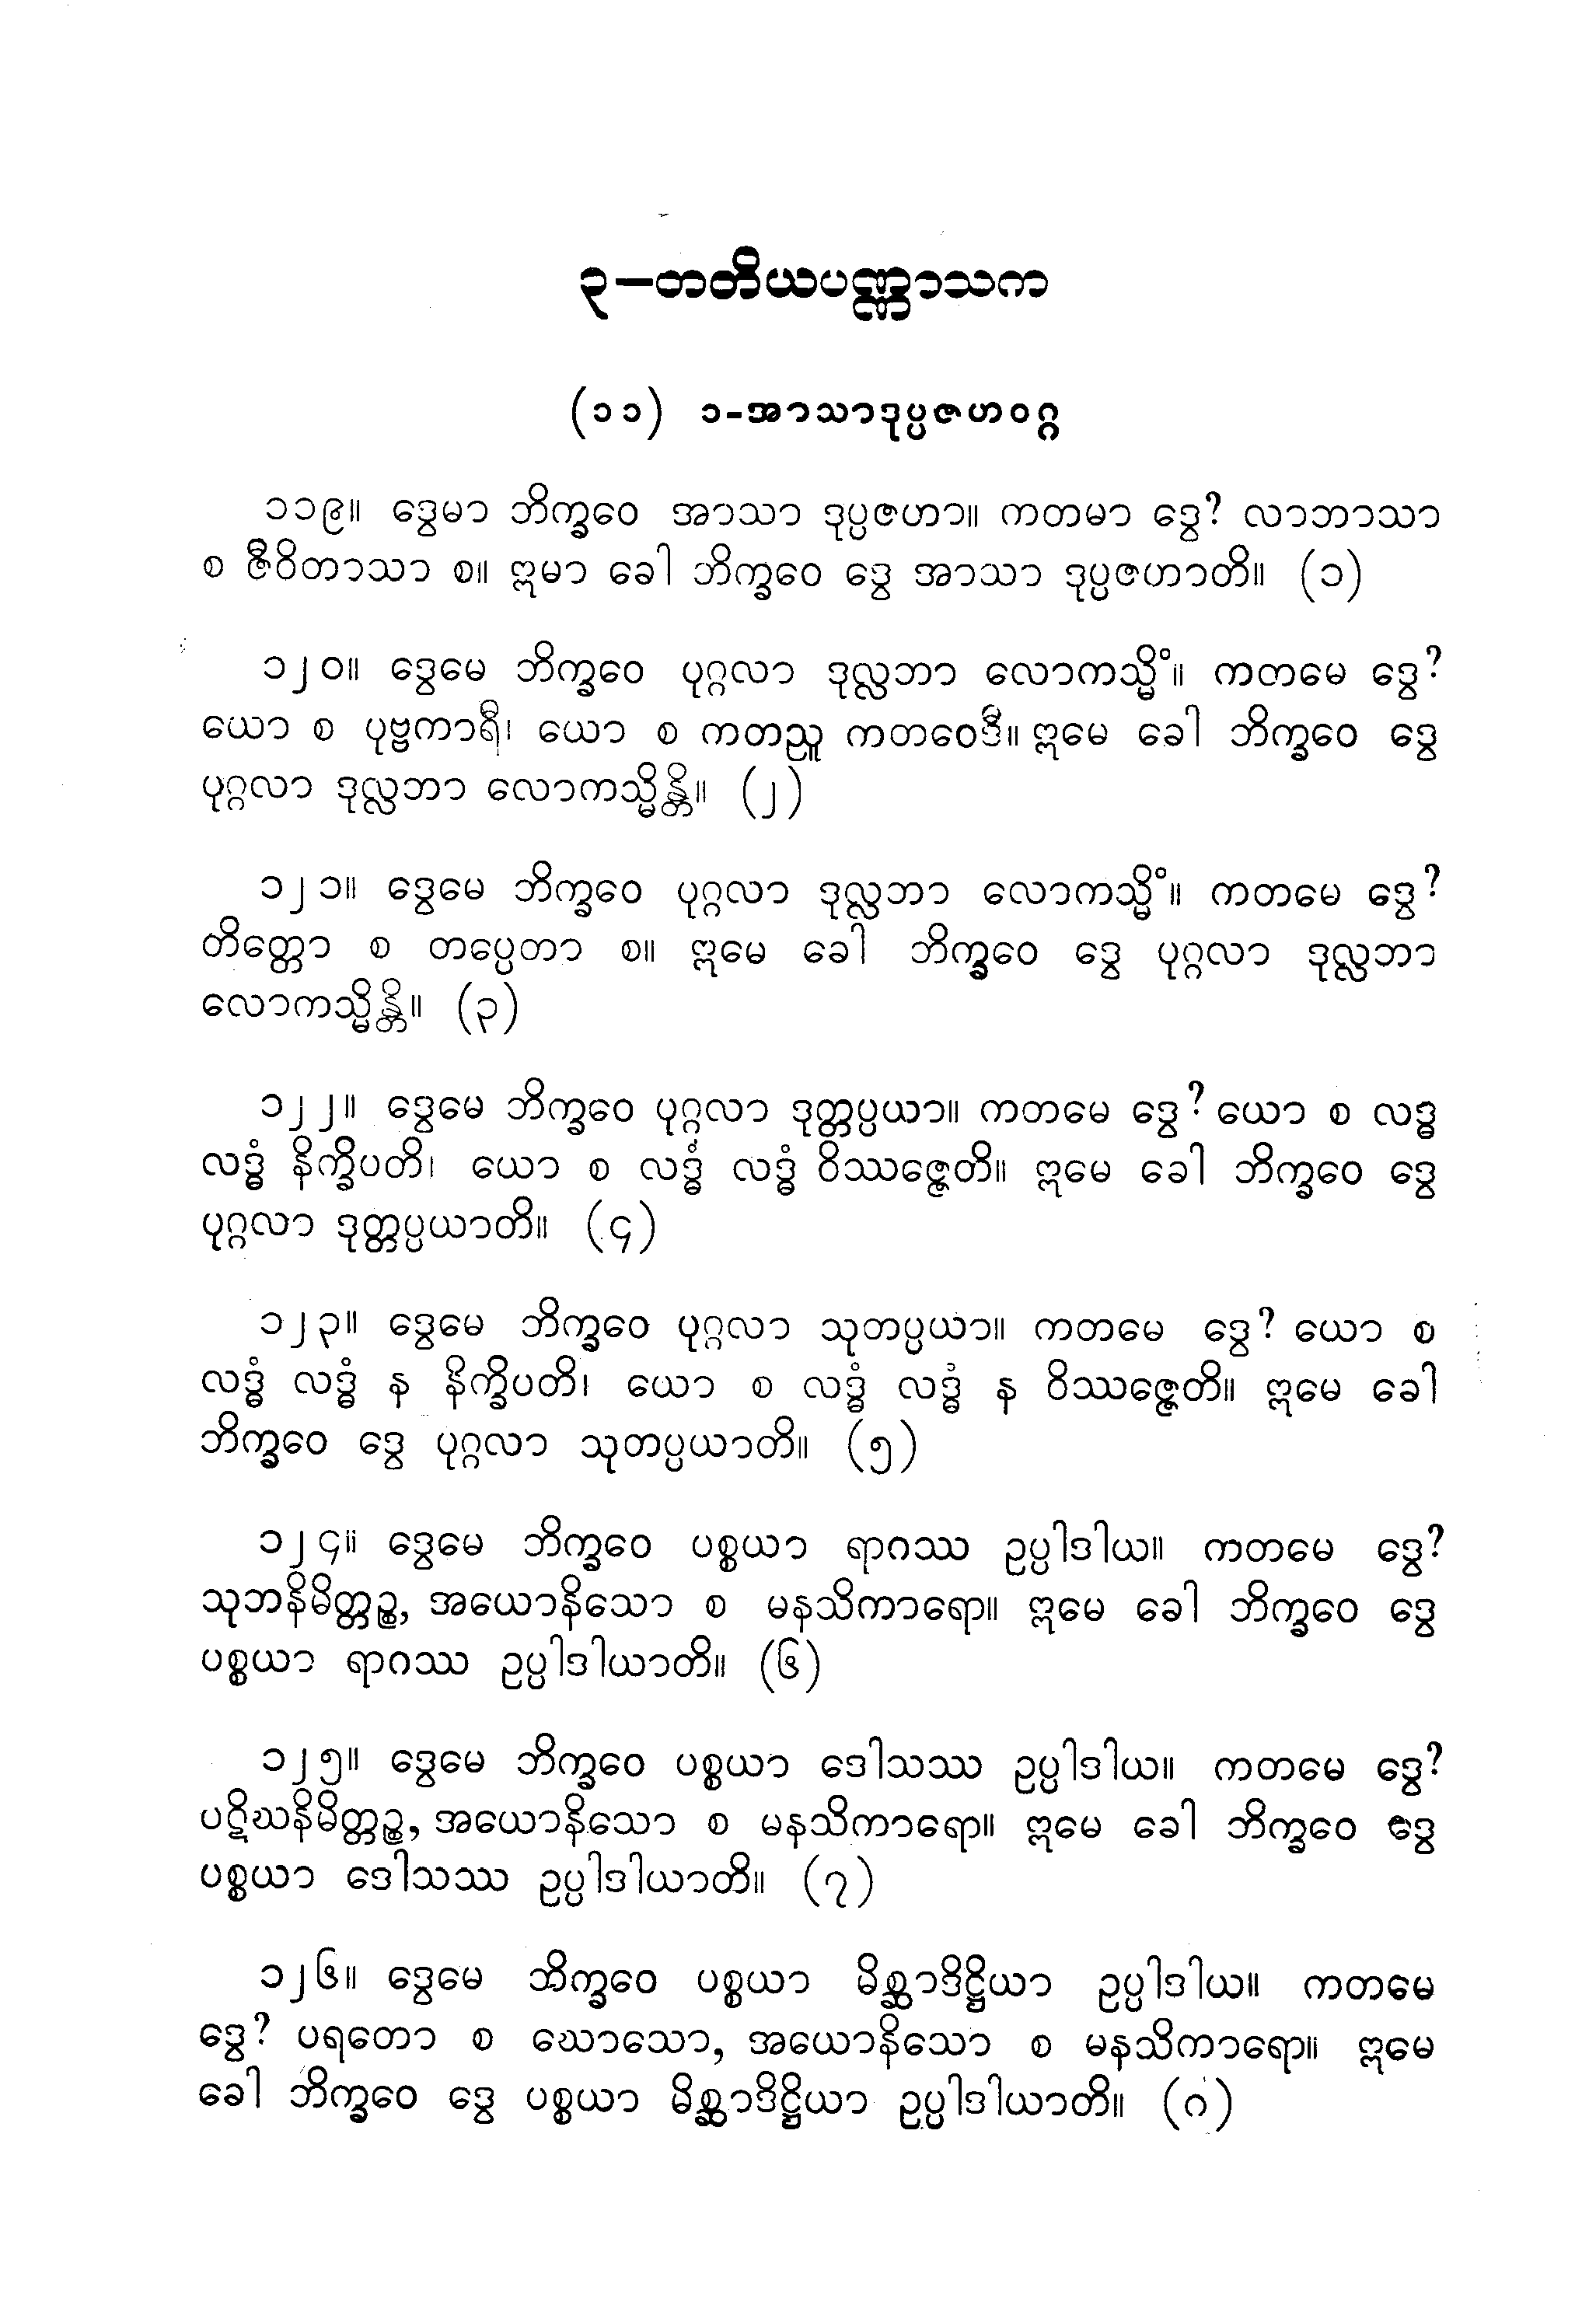 ၃–တတိယပဏ္ဏာသက
(၁၁) ၁-အာသာဒုပ္ပဇဟဝဂ္ဂ
၁၁၉။ ဒွေမာ ဘိက္ခဝေ အာသာ ဒုပ္ပဇဟာ။ ကတမာ ဒွေ? လာဘာသာ
စ ဇီဝိတာသာ စ။ ဣမာ ခေါ ဘိက္ခဝေ ဒွေ အာသာ ဒုပ္ပဇဟာတိ။ (၁)
၁၂၀။ ဒွေမေ ဘိက္ခဝေ ပုဂ္ဂလာ ဒုလ္လဘာ လောကသ္မိံ။ ကတမေ ဒွေ?
ယော စ ပုဗ္ဗကာရီ၊ ယော စ ကတညူ ကတဝေဒီ။ ဣမေ ခေါ ဘိက္ခဝေ ဒွေ
ပုဂ္ဂလာ ဒုလ္လဘာ လောကသ္မိန္တိ။ (၂)
၁၂၁။ ဒွေမေ ဘိက္ခဝေ ပုဂ္ဂလာ ဒုလ္လဘာ လောကသ္မိံ။ ကတမေ ဒွေ?
တိတ္တော စ တပ္ပေတာ စ။ ဣမေ ခေါ ဘိက္ခဝေ ဒွေ ပုဂ္ဂလာ ဒုလ္လဘာ
လောကသ္မိန္တိ။ (၃)
၁၂၂။ ဒွေမေ ဘိက္ခဝေ ပုဂ္ဂလာ ဒုတ္တပ္ပယာ။ ကတမေ ဒွေ? ယော စ လဒ္ဓ
လဒ္ဓံ နိက္ခိပတိ၊ ယော စ လဒ္ဓံ လဒ္ဓံ ဝိဿဇ္ဇေတိ။ ဣမေ ခေါ ဘိက္ခဝေ ဒွေ
ပုဂ္ဂလာ ဒုတ္တပ္ပယာတိ။ (၄)
၁၂၃။ ဒွေမေ ဘိက္ခဝေ ပုဂ္ဂလာ သုတပ္ပယာ။ ကတမေ ဒွေ? ယော စ
လဒ္ဓံ လဒ္ဓံ န နိက္ခိပတိ၊ ယော စ လဒ္ဓံ လဒ္ဓံ န ဝိဿဇ္ဇေတိ။ ဣမေ ခေါ
ဘိက္ခဝေ ဒွေ ပုဂ္ဂလာ သုတပ္ပယာတိ။ (၅)
၁၂၄။ ဒွေမေ ဘိက္ခဝေ ပစ္စယာ ရာဂဿ ဥပ္ပါဒါယ။ ကတမေ ဒွေ?
သုဘနိမိတ္တဉ္စ, အယောနိသော စ မနသိကာရော။ ဣမေ ခေါ ဘိက္ခဝေ ဒွေ
ပစ္စယာ ရာဂဿ ဥပ္ပါဒါယာတိ။ (၆)
၁၂၅။ ဒွေမေ ဘိက္ခဝေ ပစ္စယာ ဒေါသဿ ဥပ္ပါဒါယ။ ကတမေ ဒွေ?
ပဋိဃနိမိတ္တဉ္စ, အယောနိသော စ မနသိကာရော။ ဣမေ ခေါ ဘိက္ခဝေ ဒွေ
ပစ္စယာ ဒေါသဿ ဥပ္ပါဒါယာတိ။ (၇)
၁၂၆။ ဒွေမေ ဘိက္ခဝေ ပစ္စယာ မိစ္ဆာဒိဋ္ဌိယာ ဥပ္ပါဒါယ။ ကတမေ
ဒွေ? ပရတော စ ဃောသော, အယောနိသော စ မနသိကာရော။ ဣမေ
ခေါ ဘိက္ခဝေ ဒွေ ပစ္စယာ မိစ္ဆာဒိဋ္ဌိယာ ဥပ္ပါဒါယာတိ။ (၈)